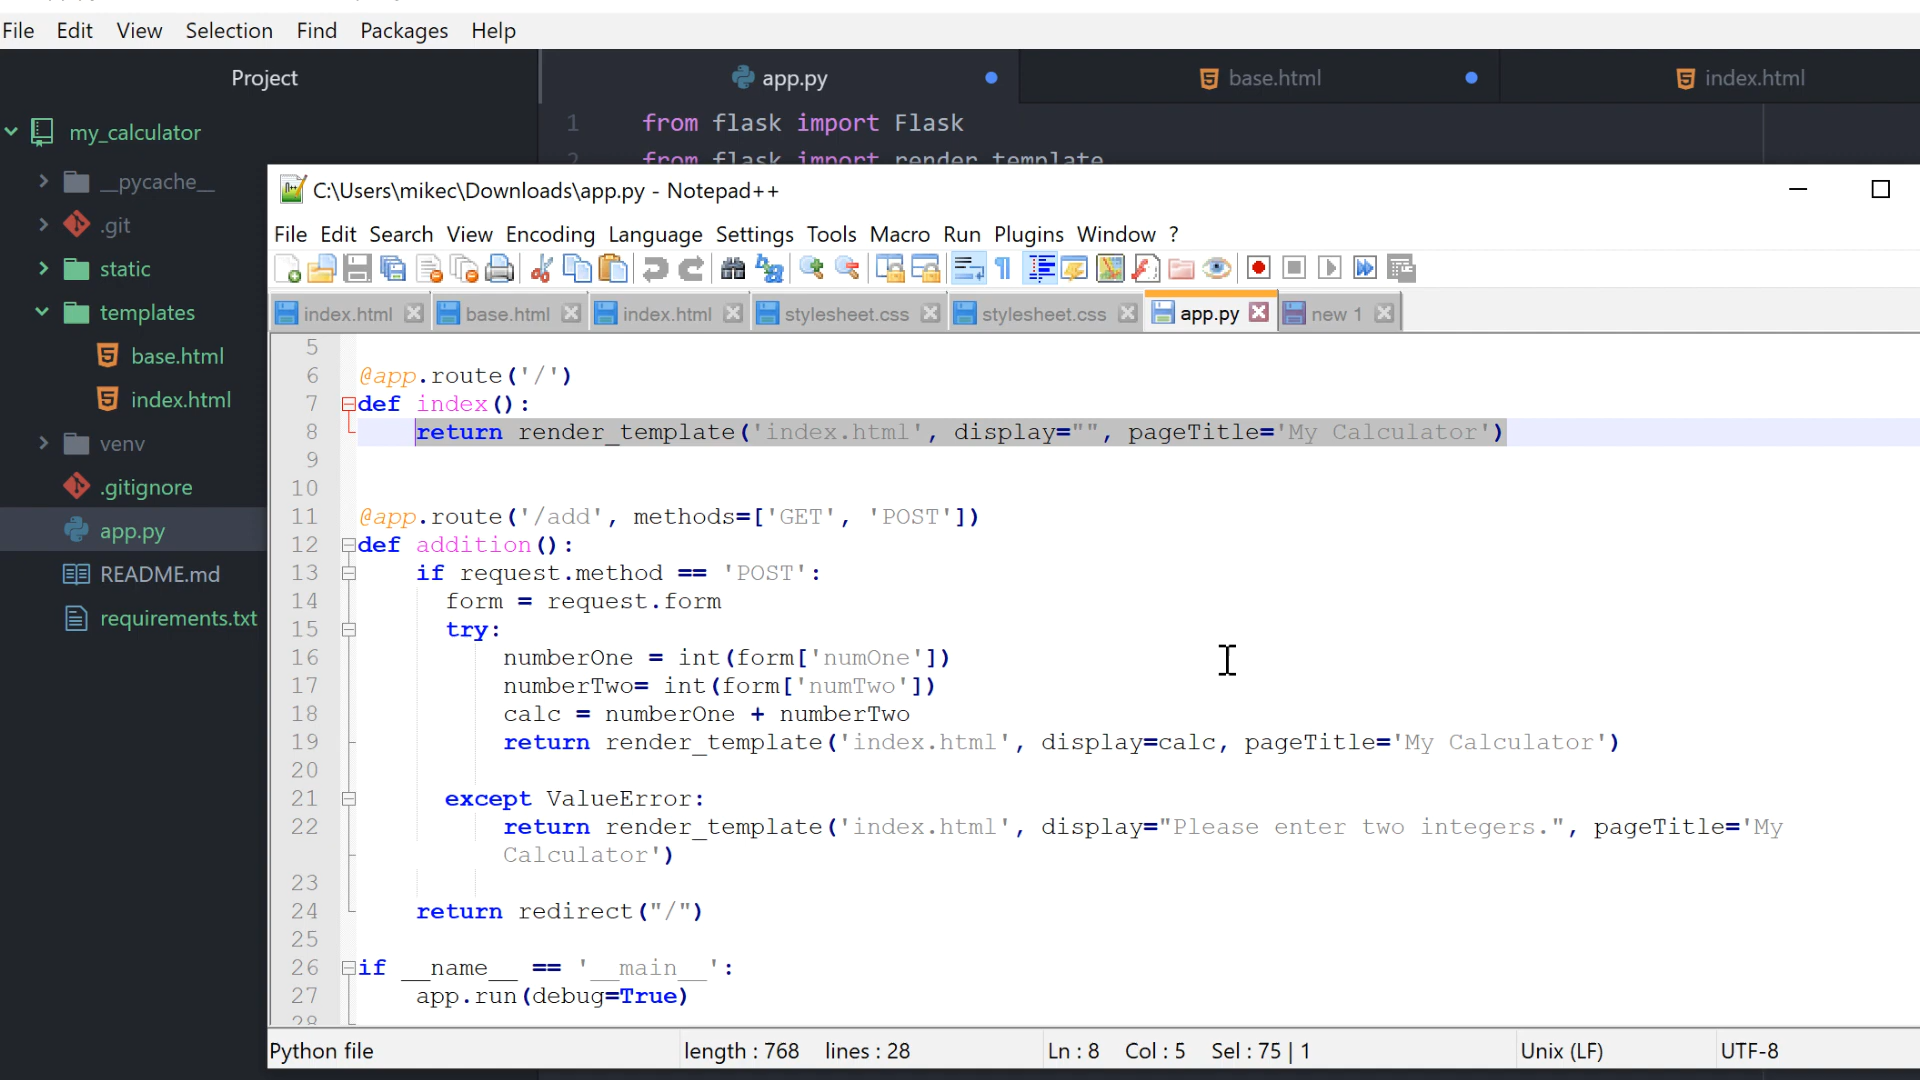 File Edit View Selection Find Packages Help
Project
app.py
base.html
index.html
my_calculator
__pycache__
.git
static
templates
base.html
index.html
venv
.gitignore
app.py
README.md
requirements.txt
1 from flask import Flask
2 from flask import render_template
C:\Users\mikec\Downloads\app.py - Notepad++
File Edit Search View Encoding Language Settings Tools Macro Run Plugins Window ?
index.html base.html index.html stylesheet.css stylesheet.css app.py new 1
5
6 @app.route('/')
7 def index():
8 return render_template('index.html', display="", pageTitle='My Calculator')
9
10
11 @app.route('/add', methods=['GET', 'POST'])
12 def addition():
13 if request.method == 'POST':
14 form = request.form
15 try:
16 numberOne = int(form['numOne'])
17 numberTwo= int(form['numTwo'])
18 calc = numberOne + numberTwo
19 return render_template('index.html', display=calc, pageTitle='My Calculator')
20
21 except ValueError:
22 return render_template('index.html', display="Please enter two integers.", pageTitle='My
Calculator')
23
24 return redirect("/")
25
26 if __name__ == '__main__':
27 app.run(debug=True)
28
Python file length : 768 lines : 28 Ln : 8 Col : 5 Sel : 75 | 1 Unix (LF) UTF-8